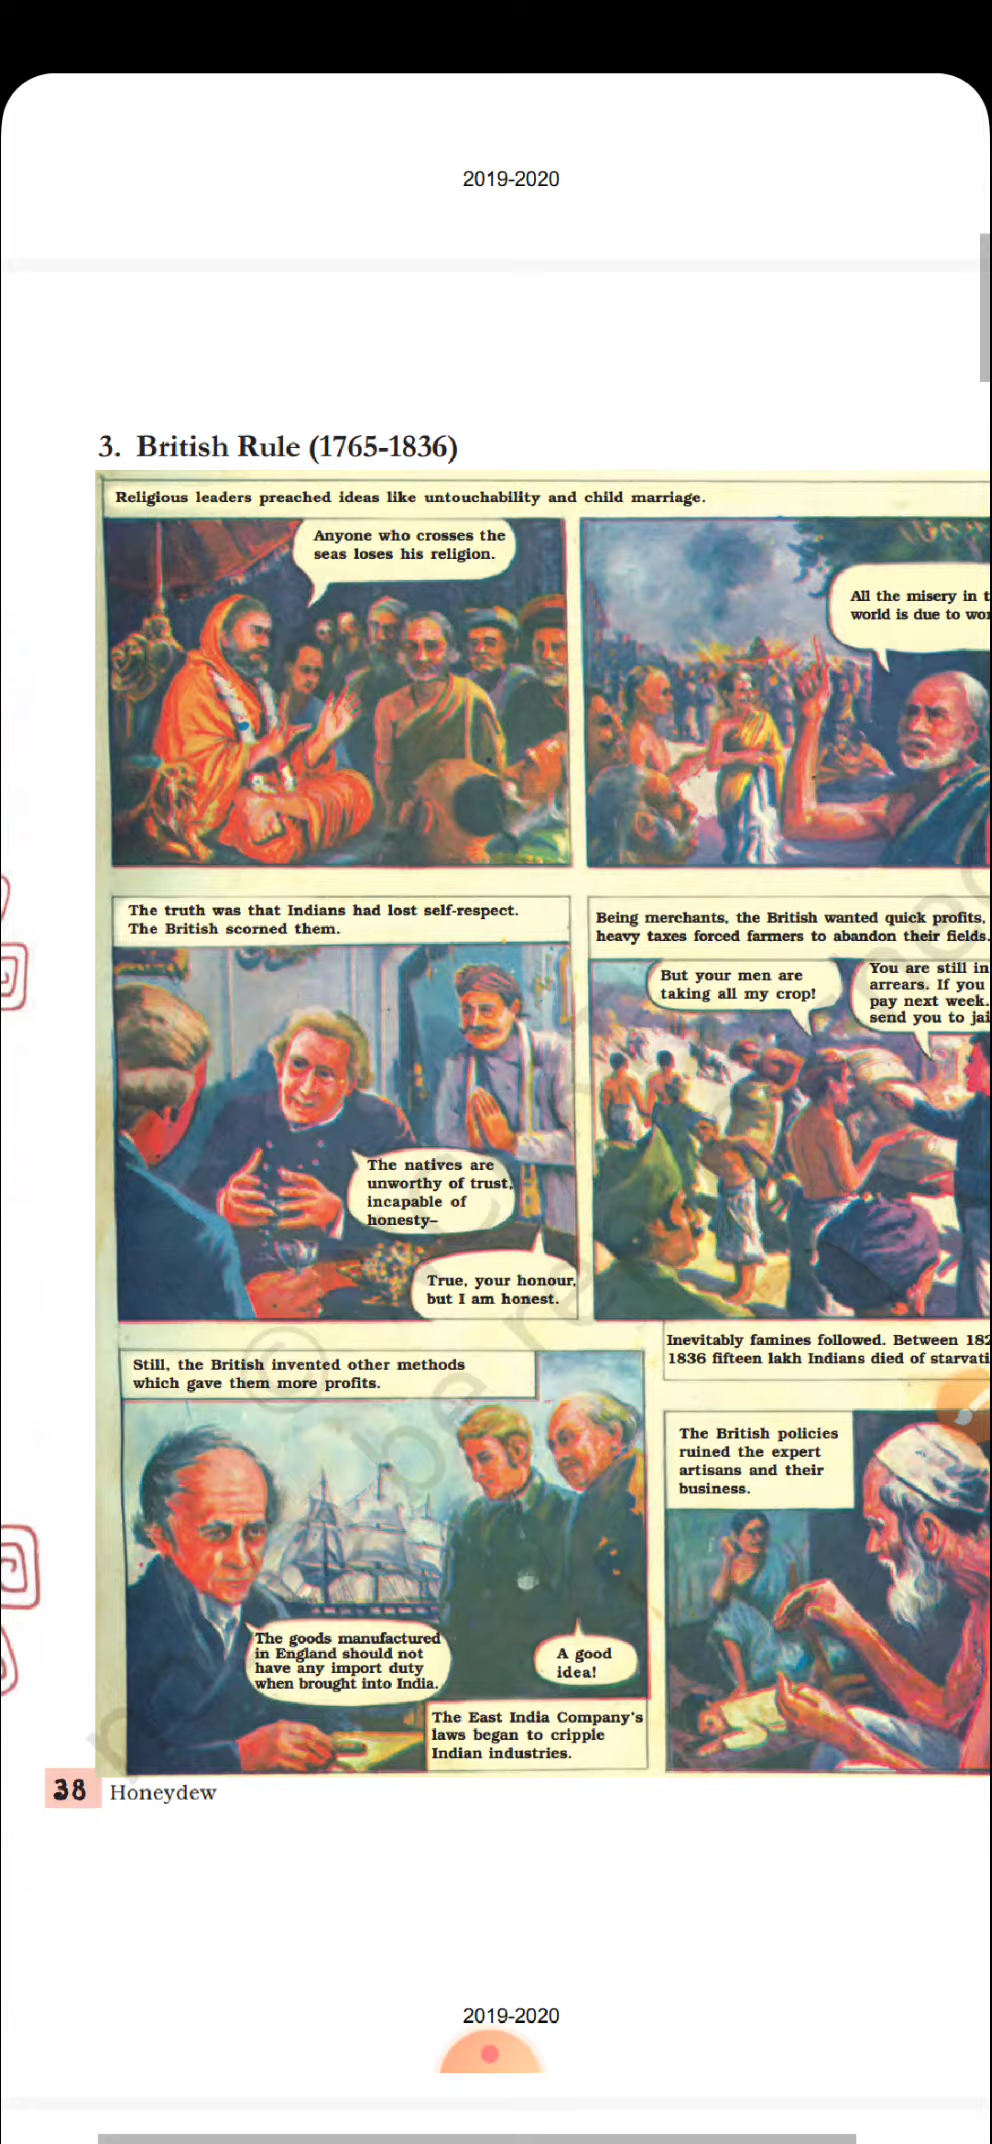 2019-2020
3. British Rule (1765-1836)
Religious leaders preached ideas like untouchability and child marriage.
Anyone who crosses the
seas loses his religion.
All the misery in
world is due to
The truth was that Indians had lost self-respect.
The British scorned them.
The natives are
unworthy of trust,
incapable of
honesty–
True, your honour,
but I am honest.
Being merchants, the British wanted quick profits,
heavy taxes forced farmers to abandon their fields.
But your men are
taking all my crop!
You are still in
arrears. If you
pay next week.
send you to
Still, the British invented other methods
which gave them more profits.
The goods manufactured
in England should not
have any import duty
when brought into India.
A good
idea!
The East India Company's
laws began to cripple
Indian industries.
Inevitably famines followed. Between
1836 fifteen lakh Indians died of
The British policies
ruined the expert
artisans and their
business.
38 Honeydew
2019-2020